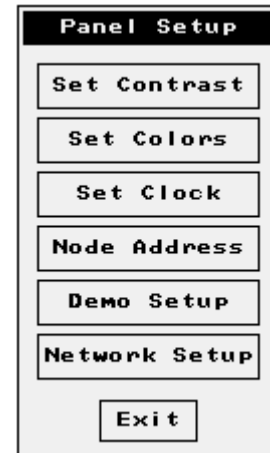 Panel Setup
Set Contrast
Set Colors
Set Clock
Node Address
Demo Setup
Network Setup
Exit